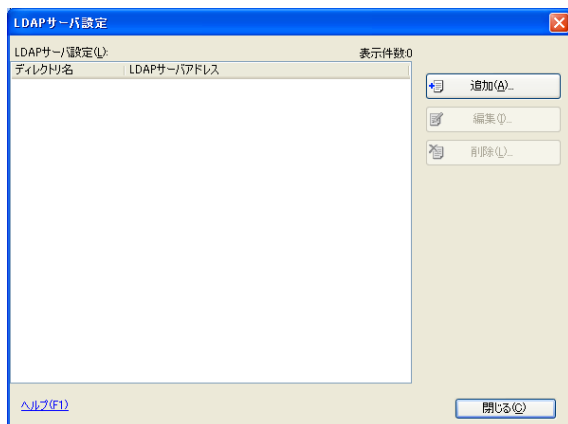 LDAPサーバ設定
LDAPサーバ設定(L):
表示件数:0
ディレクトリ名 LDAPサーバアドレス
追加(A)...
編集(I)...
削除(L)...
ヘルプ(F1)
閉じる(C)